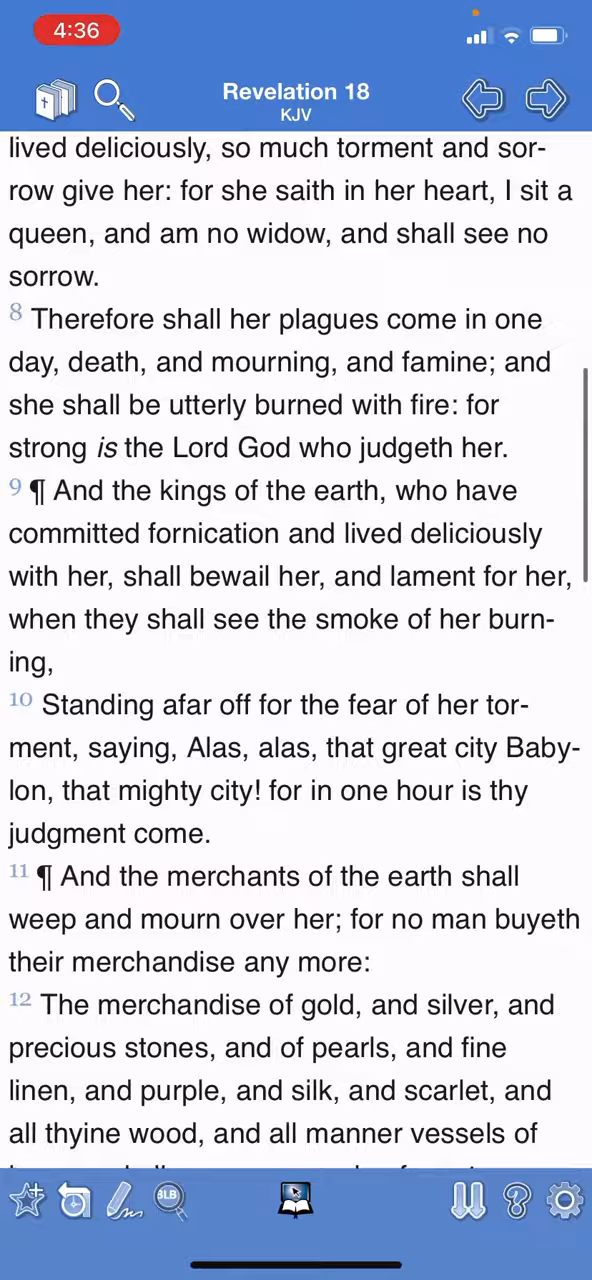 4:36
Revelation 18
KJV
lived deliciously, so much torment and sor-
row give her: for she saith in her heart, I sit a
queen, and am no widow, and shall see no
sorrow.
8 Therefore shall her plagues come in one
day, death, and mourning, and famine; and
she shall be utterly burned with fire: for
strong is the Lord God who judgeth her.
9 ¶ And the kings of the earth, who have
committed fornication and lived deliciously
with her, shall bewail her, and lament for her,
when they shall see the smoke of her burn-
ing,
10 Standing afar off for the fear of her tor-
ment, saying, Alas, alas, that great city Baby-
lon, that mighty city! for in one hour is thy
judgment come.
11 ¶ And the merchants of the earth shall
weep and mourn over her; for no man buyeth
their merchandise any more:
12 The merchandise of gold, and silver, and
precious stones, and of pearls, and fine
linen, and purple, and silk, and scarlet, and
all thyine wood, and all manner vessels of
BLB